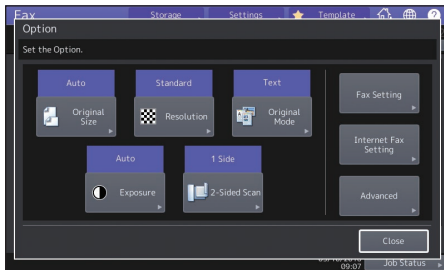 Fax
Storage
Settings
Template
?
Option
Set the Option.
Auto
Standard
Text
Original
Size
Resolution
Original
Mode
Fax Setting
Auto
1 Side
Internet Fax
Setting
Exposure
2-Sided Scan
Advanced
Close
09:07
Job Status